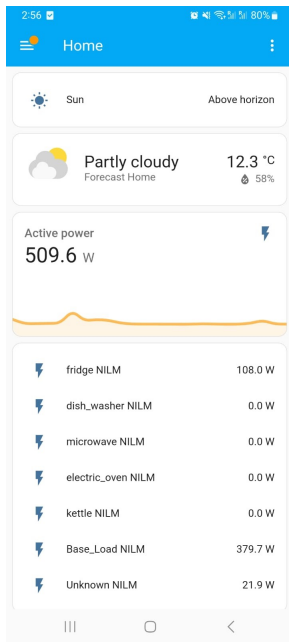 2:56 80%
Home
Sun Above horizon
Partly cloudy 12.3 °C
Forecast Home 58%
Active power
509.6 W
fridge NILM 108.0 W
dish_washer NILM 0.0 W
microwave NILM 0.0 W
electric_oven NILM 0.0 W
kettle NILM 0.0 W
Base_Load NILM 379.7 W
Unknown NILM 21.9 W